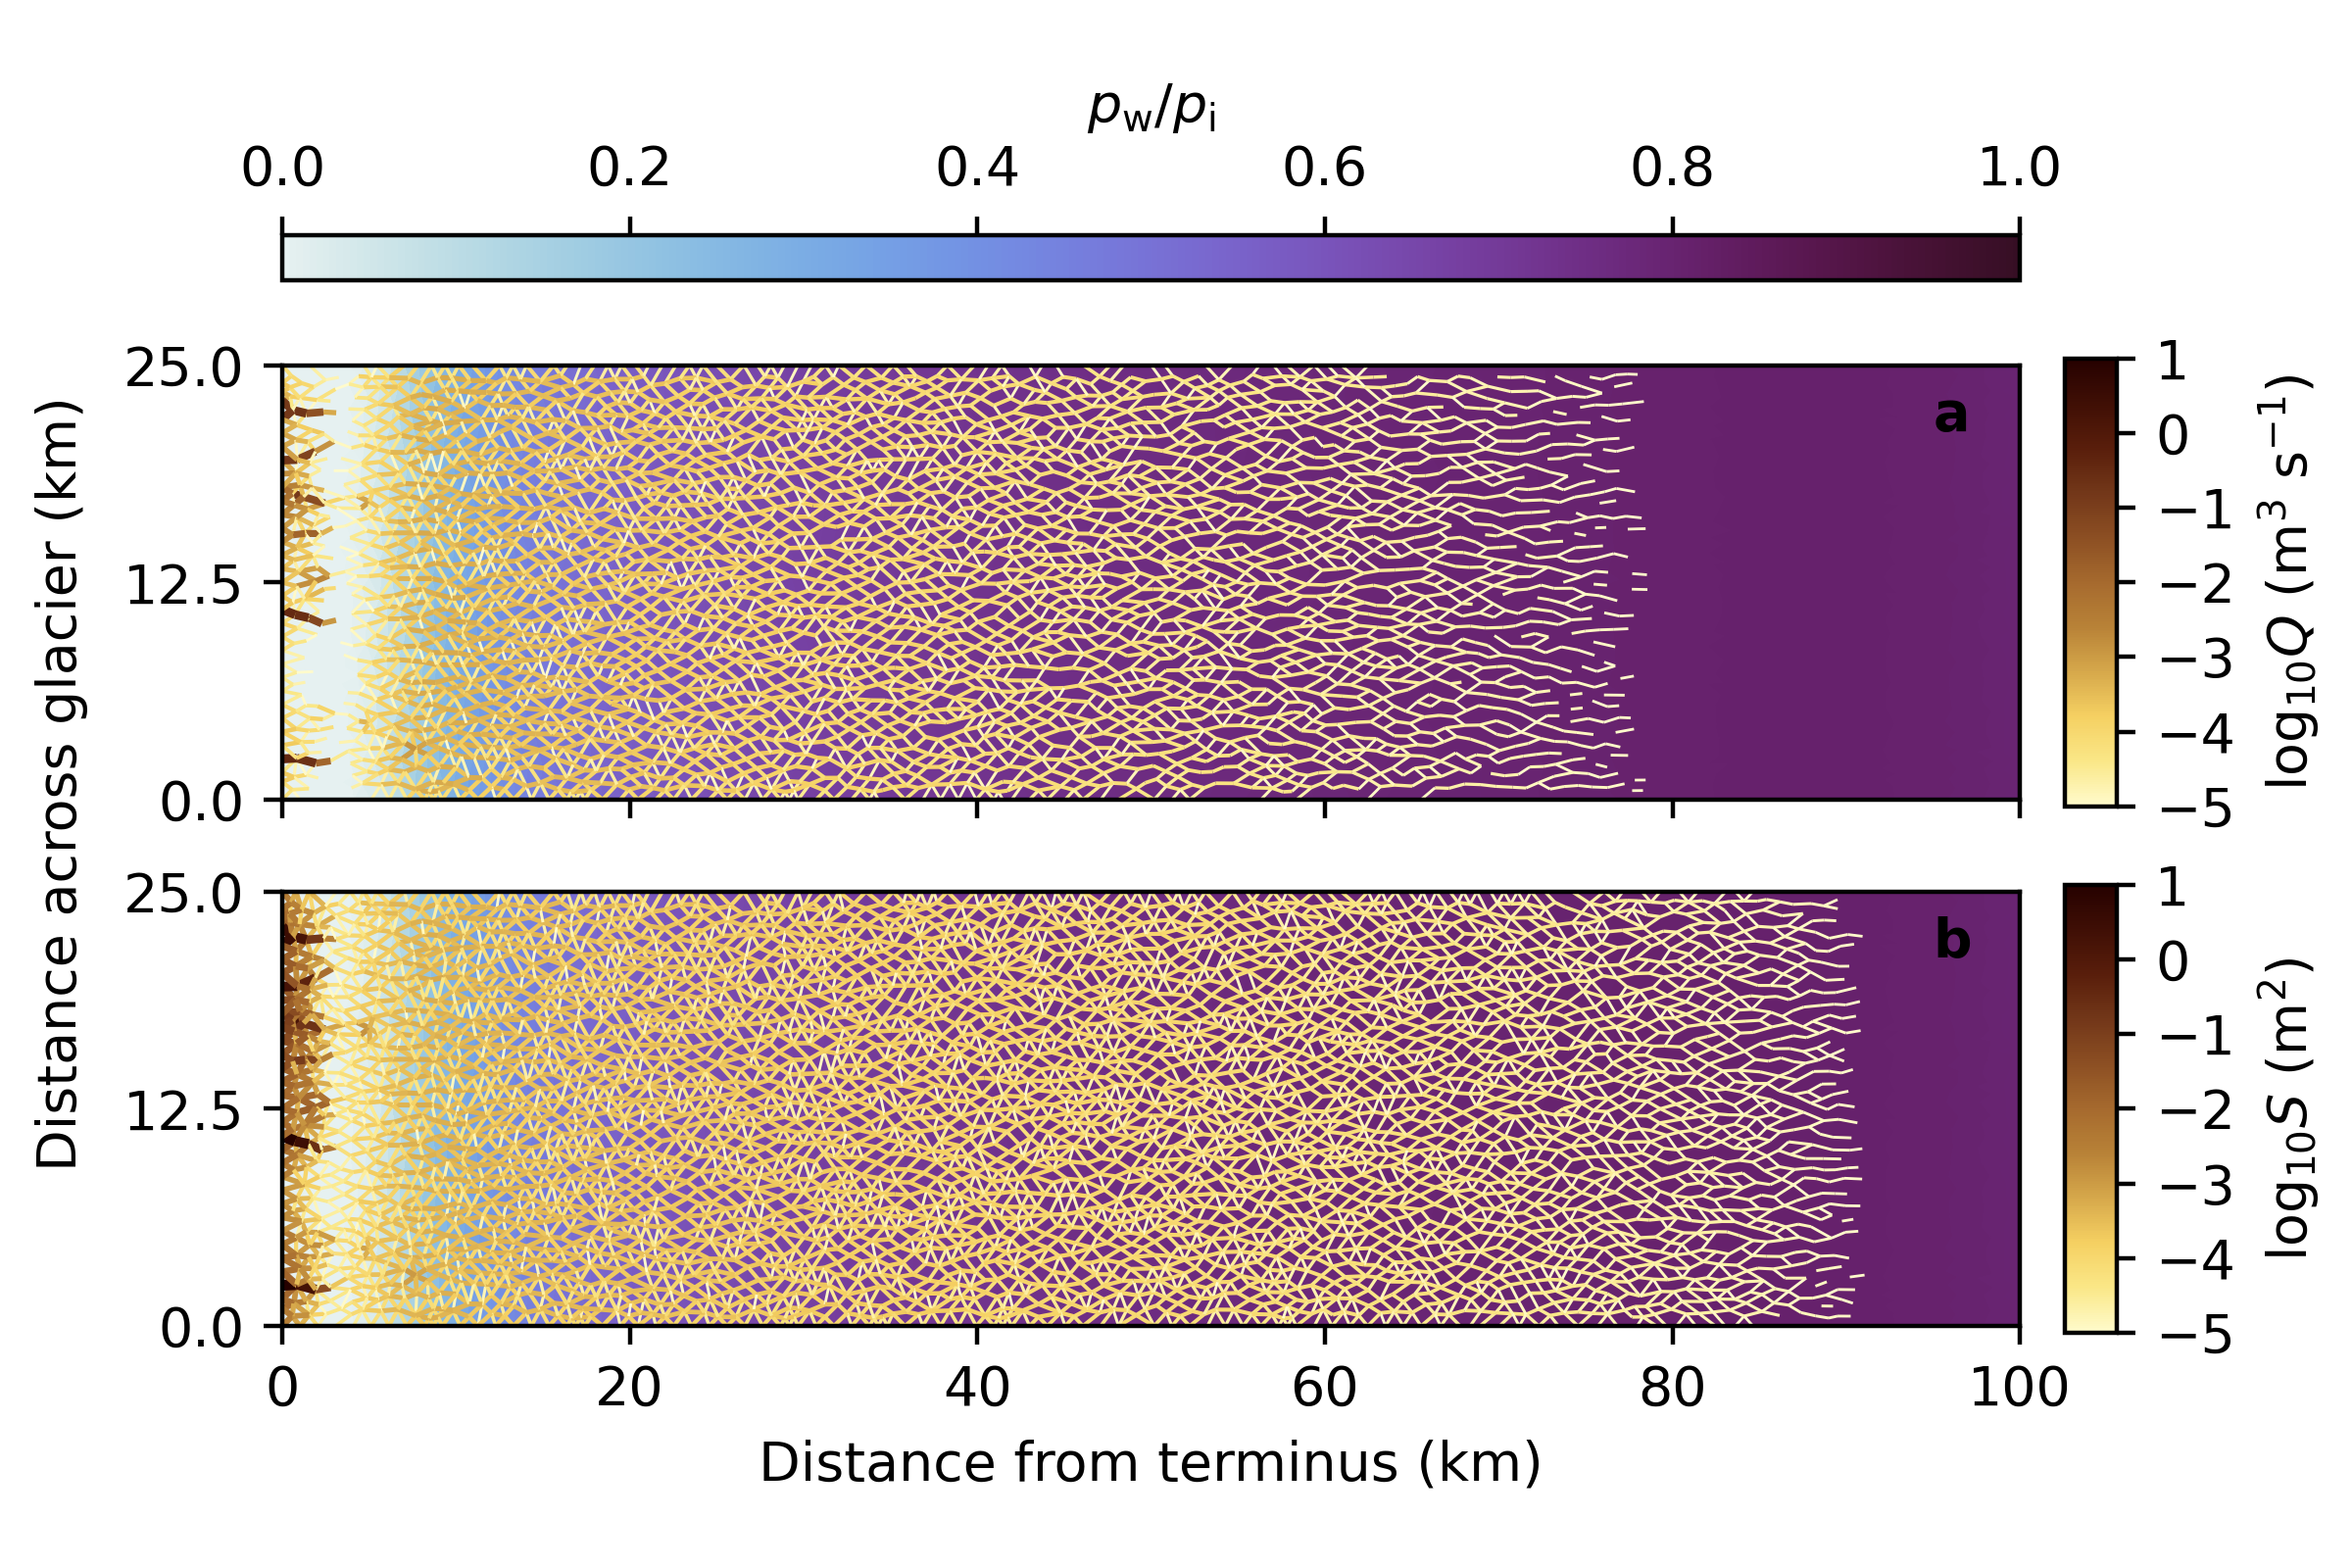 p_w/p_i
0.0 0.2 0.4 0.6 0.8 1.0
25.0
12.5
0.0
a
1
0
−1
−2
−3
−4
−5
log₁₀Q (m³ s⁻¹)
Distance across glacier (km)
25.0
12.5
0.0
b
1
0
−1
−2
−3
−4
−5
log₁₀S (m²)
0 20 40 60 80 100
Distance from terminus (km)